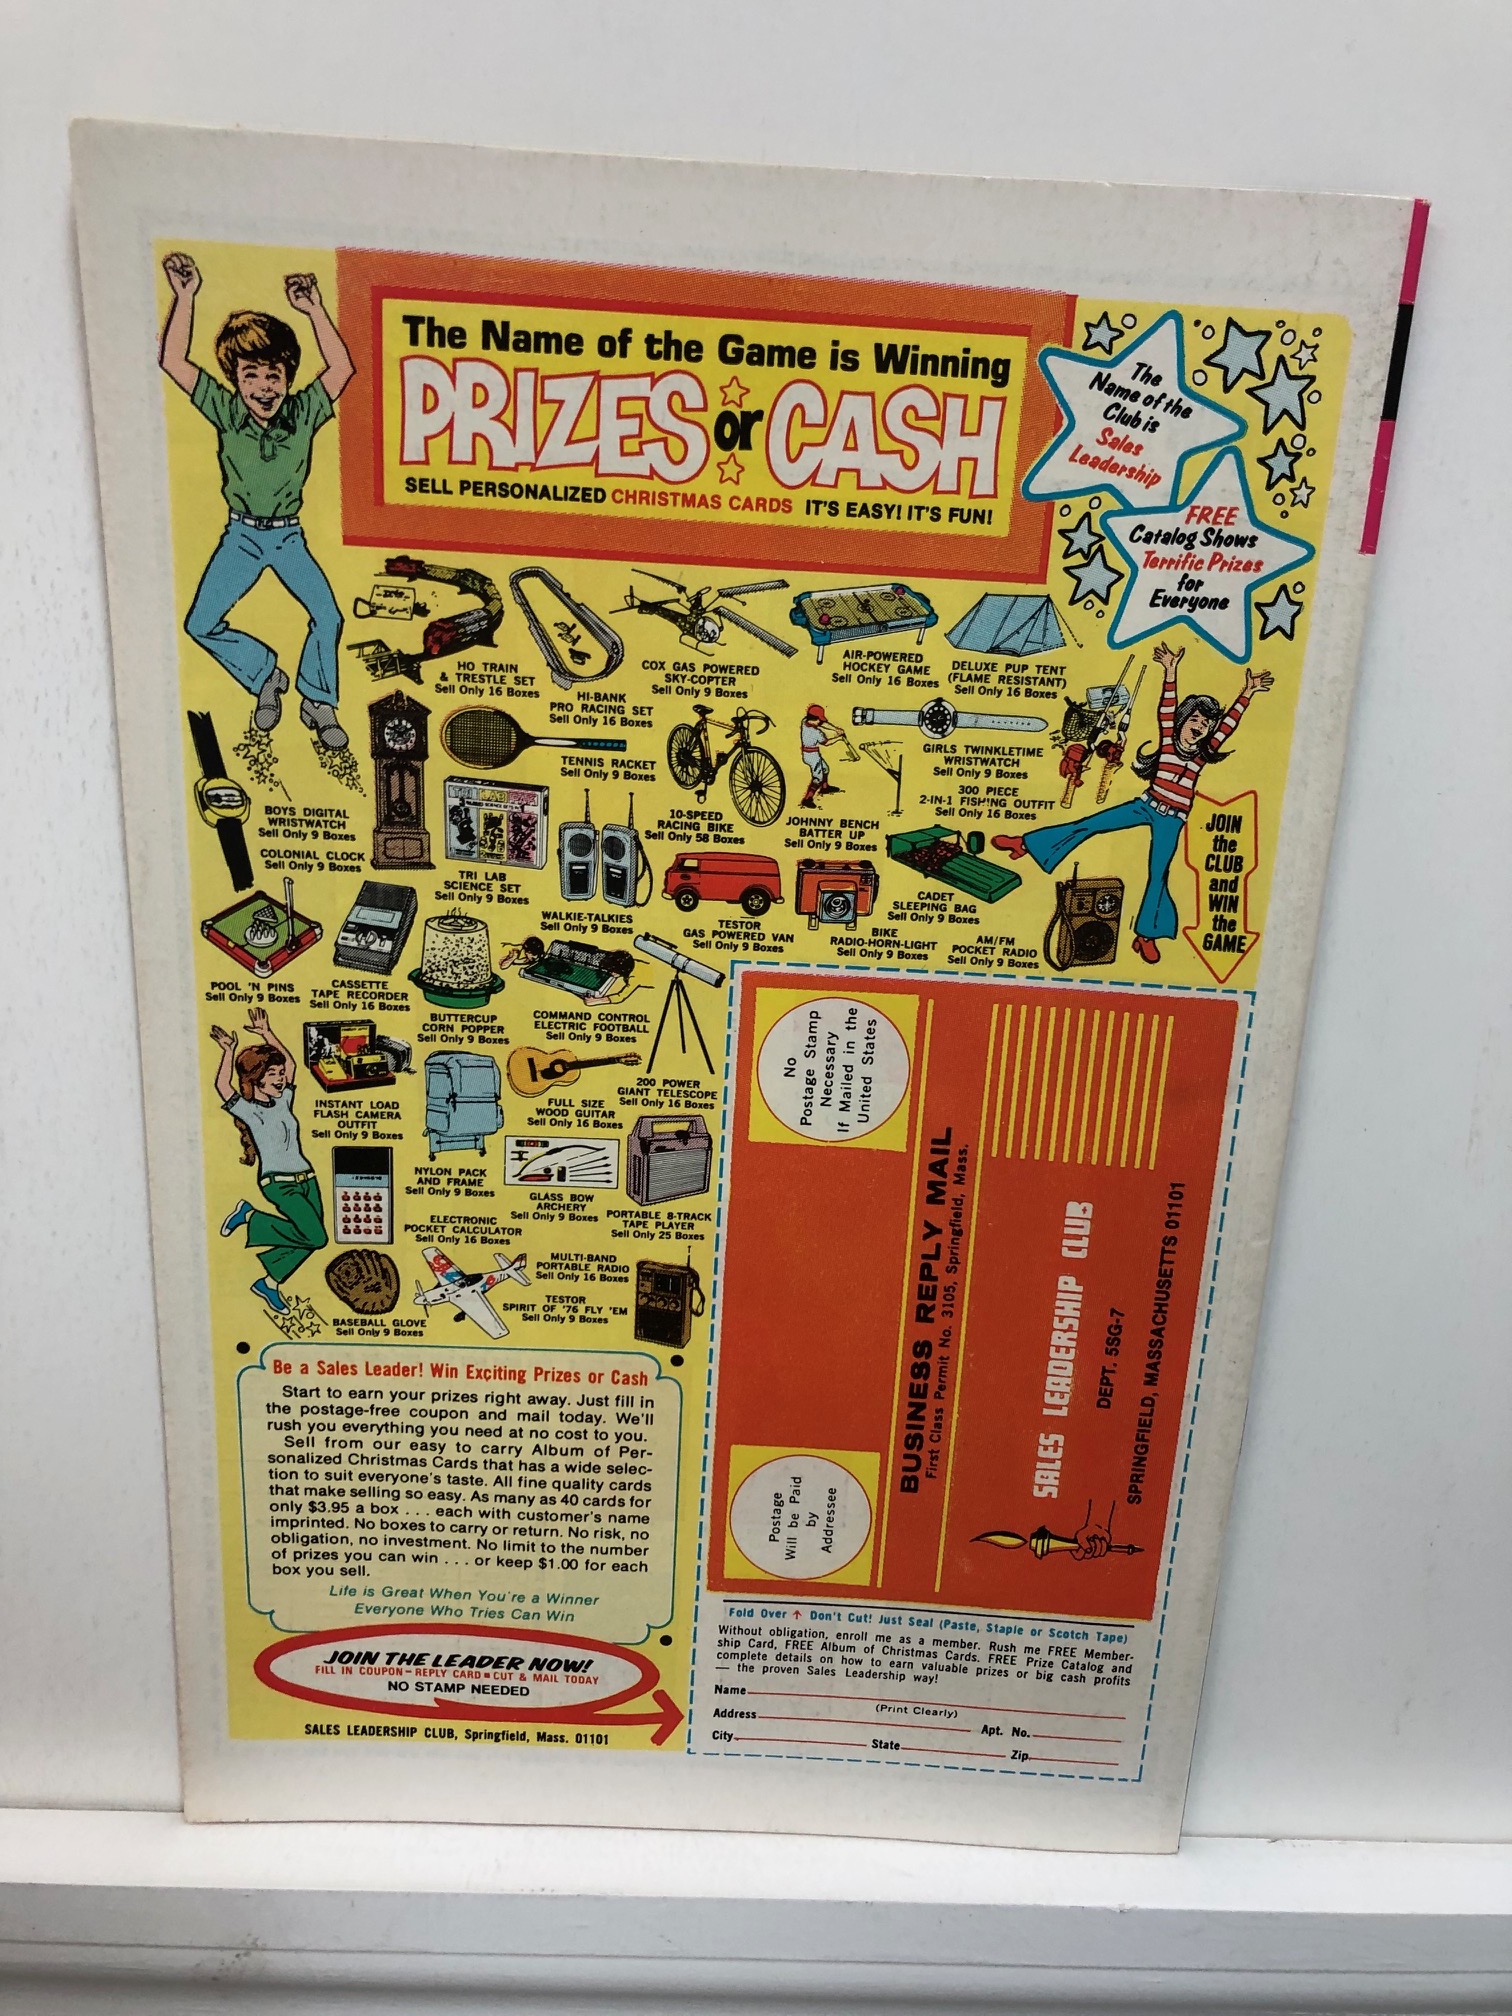 The Name of the Game is Winning
PRIZES or CASH
SELL PERSONALIZED CHRISTMAS CARDS IT'S EASY! IT'S FUN!
The
Name of the
Club is
Sales
Leadership
FREE
Catalog Shows
Terrific Prizes
for
Everyone
HO TRAIN
& TRESTLE SET
Sell Only 16 Boxes
HI-BANK
PRO RACING SET
Sell Only 16 Boxes
COX GAS POWERED
SKY-COPTER
Sell Only 9 Boxes
AIR-POWERED
HOCKEY GAME
Sell Only 16 Boxes
DELUXE PUP TENT
(FLAME RESISTANT)
Sell Only 16 Boxes
BOYS DIGITAL
WRISTWATCH
Sell Only 9 Boxes
COLONIAL CLOCK
Sell Only 9 Boxes
TENNIS RACKET
Sell Only 9 Boxes
10-SPEED
RACING BIKE
Sell Only 58 Boxes
JOHNNY BENCH
BATTER UP
Sell Only 9 Boxes
GIRLS TWINKLETIME
WRISTWATCH
Sell Only 9 Boxes
300 PIECE
2-IN-1 FISHING OUTFIT
Sell Only 16 Boxes
JOIN
the
CLUB
and
WIN
the
GAME
TRI LAB
TRI LAB
SCIENCE SET
Sell Only 9 Boxes
WALKIE-TALKIES
Sell Only 9 Boxes
TESTOR
GAS POWERED VAN
Sell Only 9 Boxes
BIKE
RADIO-HORN-LIGHT
Sell Only 9 Boxes
CADET
SLEEPING BAG
Sell Only 9 Boxes
AM/FM
POCKET RADIO
Sell Only 9 Boxes
POOL 'N PINS
Sell Only 9 Boxes
CASSETTE
TAPE RECORDER
Sell Only 16 Boxes
BUTTERCUP
CORN POPPER
Sell Only 9 Boxes
COMMAND CONTROL
ELECTRIC FOOTBALL
Sell Only 9 Boxes
200 POWER
GIANT TELESCOPE
Sell Only 16 Boxes
INSTANT LOAD
FLASH CAMERA
OUTFIT
Sell Only 9 Boxes
FULL SIZE
WOOD GUITAR
Sell Only 16 Boxes
NYLON PACK
AND FRAME
Sell Only 9 Boxes
GLASS BOW
ARCHERY
Sell Only 9 Boxes
PORTABLE 8-TRACK
TAPE PLAYER
Sell Only 25 Boxes
ELECTRONIC
POCKET CALCULATOR
Sell Only 16 Boxes
MULTI-BAND
PORTABLE RADIO
Sell Only 16 Boxes
TESTOR
SPIRIT OF '76 FLY 'EM
Sell Only 9 Boxes
BASEBALL GLOVE
Sell Only 9 Boxes
Be a Sales Leader! Win Exciting Prizes or Cash
Start to earn your prizes right away. Just fill in
the postage-free coupon and mail today. We'll
rush you everything you need at no cost to you.
Sell from our easy to carry Album of Per-
sonalized Christmas Cards that has a wide selec-
tion to suit everyone's taste. All fine quality cards
that make selling so easy. As many as 40 cards for
only $3.95 a box . . . each with customer's name
imprinted. No boxes to carry or return. No risk, no
obligation, no investment. No limit to the number
of prizes you can win . . . or keep $1.00 for each
box you sell.
Life is Great When You're a Winner
Everyone Who Tries Can Win
JOIN THE LEADER NOW!
FILL IN COUPON - REPLY CARD ▪ CUT & MAIL TODAY
NO STAMP NEEDED
SALES LEADERSHIP CLUB, Springfield, Mass. 01101
No
Postage Stamp
Necessary
If Mailed in the
United States
Postage
Will be Paid
by
Addressee
BUSINESS REPLY MAIL
First Class Permit No. 3105, Springfield, Mass.
SALES LEADERSHIP CLUB
DEPT. 5SG-7
SPRINGFIELD, MASSACHUSETTS 01101
Fold Over ↑ Don't Cut! Just Seal (Paste, Staple or Scotch Tape)
Without obligation, enroll me as a member. Rush me FREE Member-
ship Card, FREE Album of Christmas Cards. FREE Prize Catalog and
complete details on how to earn valuable prizes or big cash profits
— the proven Sales Leadership way!
Name
(Print Clearly)
Address Apt. No.
City State Zip